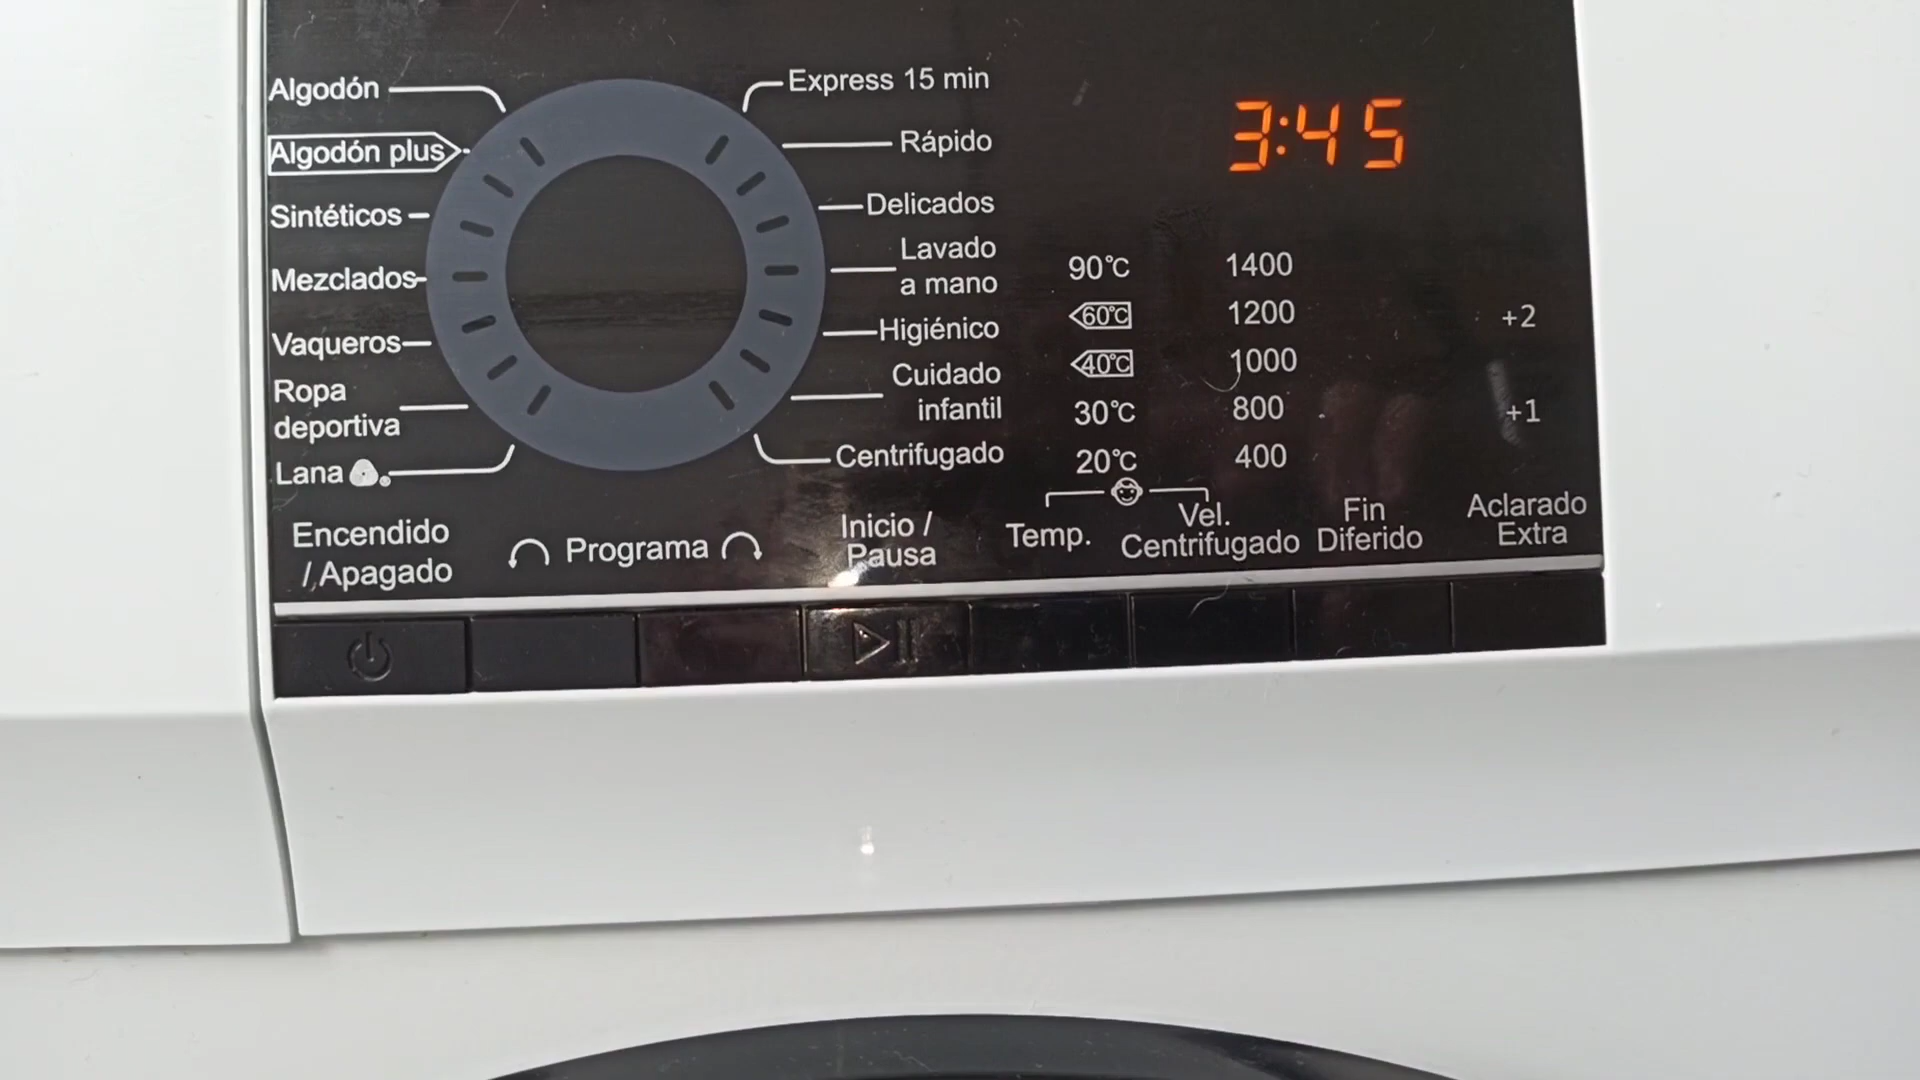 Algodón
Algodón plus
Sintéticos
Mezclados
Vaqueros
Ropa
deportiva
Lana
Express 15 min
Rápido
Delicados
Lavado
a mano
Higiénico
Cuidado
infantil
Centrifugado
3:45
90°C
60°C
40°C
30°C
20°C
1400
1200
1000
800
400
+2
+1
Encendido
/ Apagado
Programa
Inicio /
Pausa
Temp.
Vel.
Centrifugado
Fin
Diferido
Aclarado
Extra